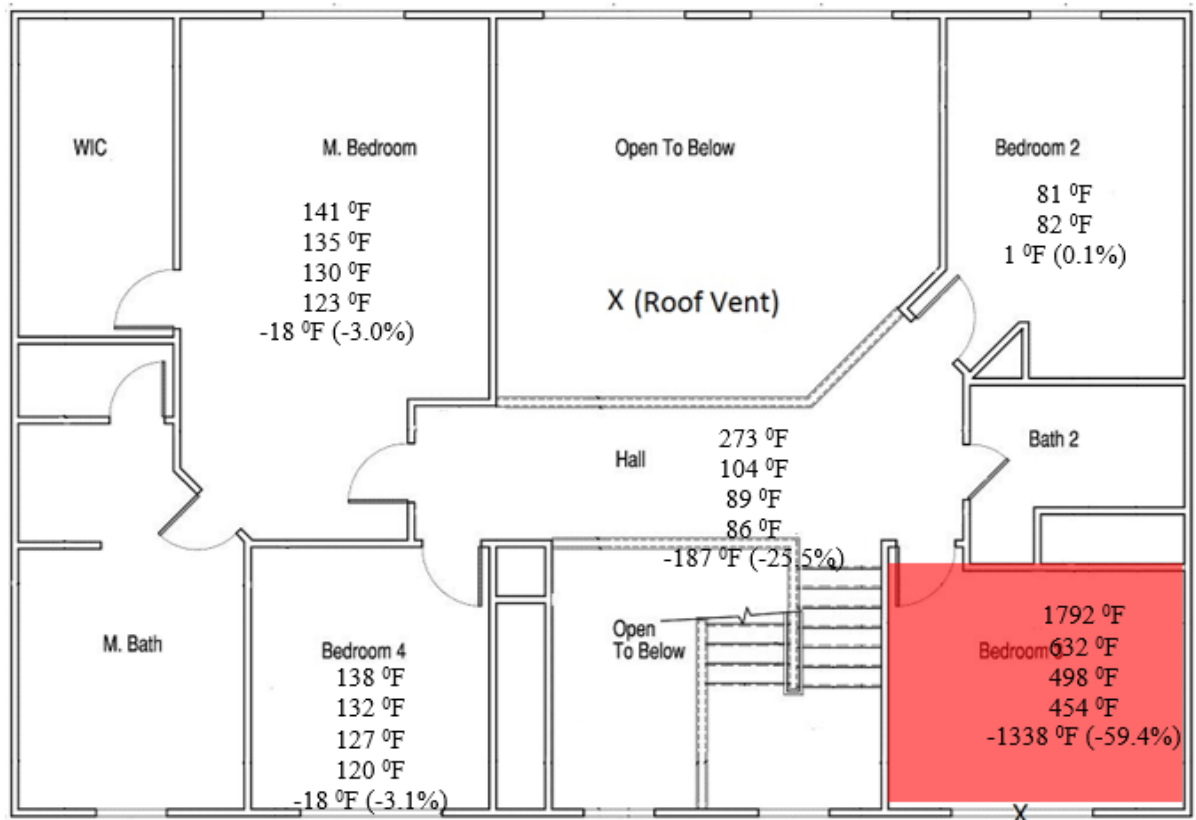 WIC
M. Bedroom
141 ⁰F
135 ⁰F
130 ⁰F
123 ⁰F
-18 ⁰F (-3.0%)
Open To Below
X (Roof Vent)
Bedroom 2
81 ⁰F
82 ⁰F
1 ⁰F (0.1%)
Hall
273 ⁰F
104 ⁰F
89 ⁰F
86 ⁰F
-187 ⁰F (-25.5%)
Bath 2
M. Bath
Bedroom 4
138 ⁰F
132 ⁰F
127 ⁰F
120 ⁰F
-18 ⁰F (-3.1%)
Open
To Below
1792 ⁰F
Bedroom
632 ⁰F
498 ⁰F
454 ⁰F
-1338 ⁰F (-59.4%)
X